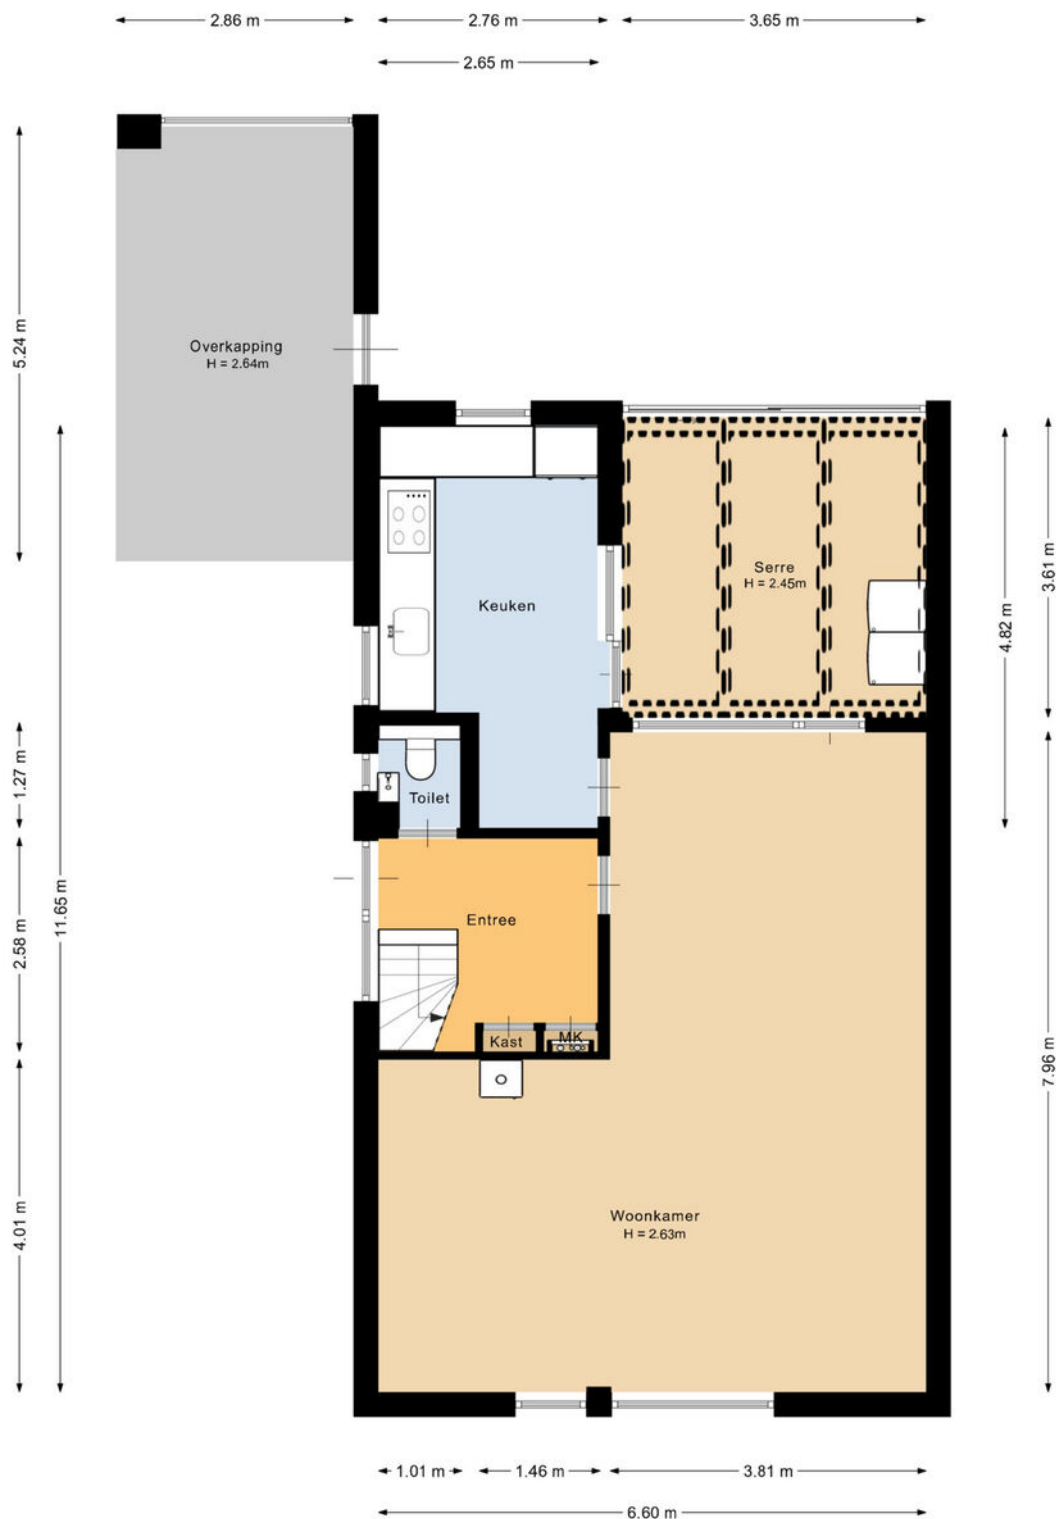 2.86 m
2.76 m
3.65 m
2.65 m
5.24 m
Overkapping
H = 2.64m
Keuken
Serre
H = 2.45m
3.61 m
4.82 m
1.27 m
Toilet
11.65 m
2.58 m
Entree
Kast
MK
7.96 m
4.01 m
Woonkamer
H = 2.63m
1.01 m
1.46 m
3.81 m
6.60 m